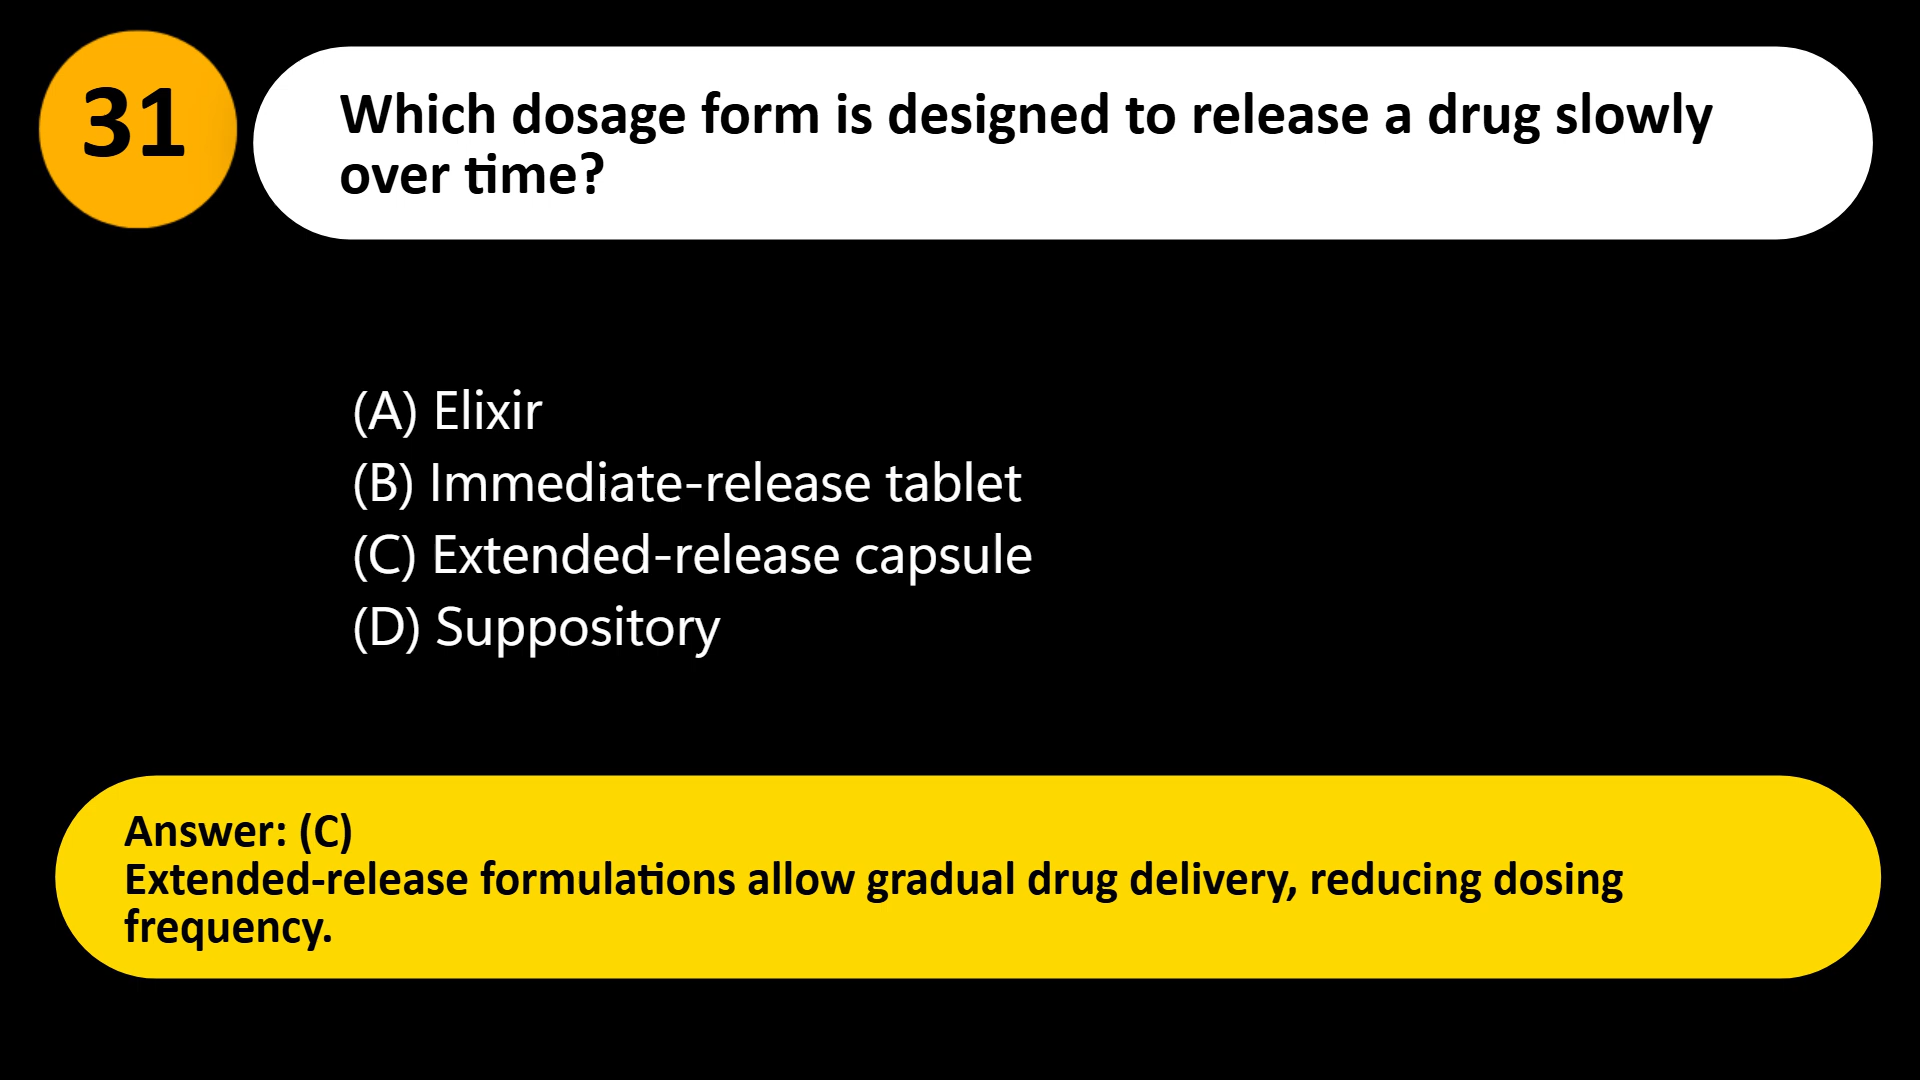 31
Which dosage form is designed to release a drug slowly
over time?
(A) Elixir
(B) Immediate-release tablet
(C) Extended-release capsule
(D) Suppository
Answer: (C)
Extended-release formulations allow gradual drug delivery, reducing dosing
frequency.